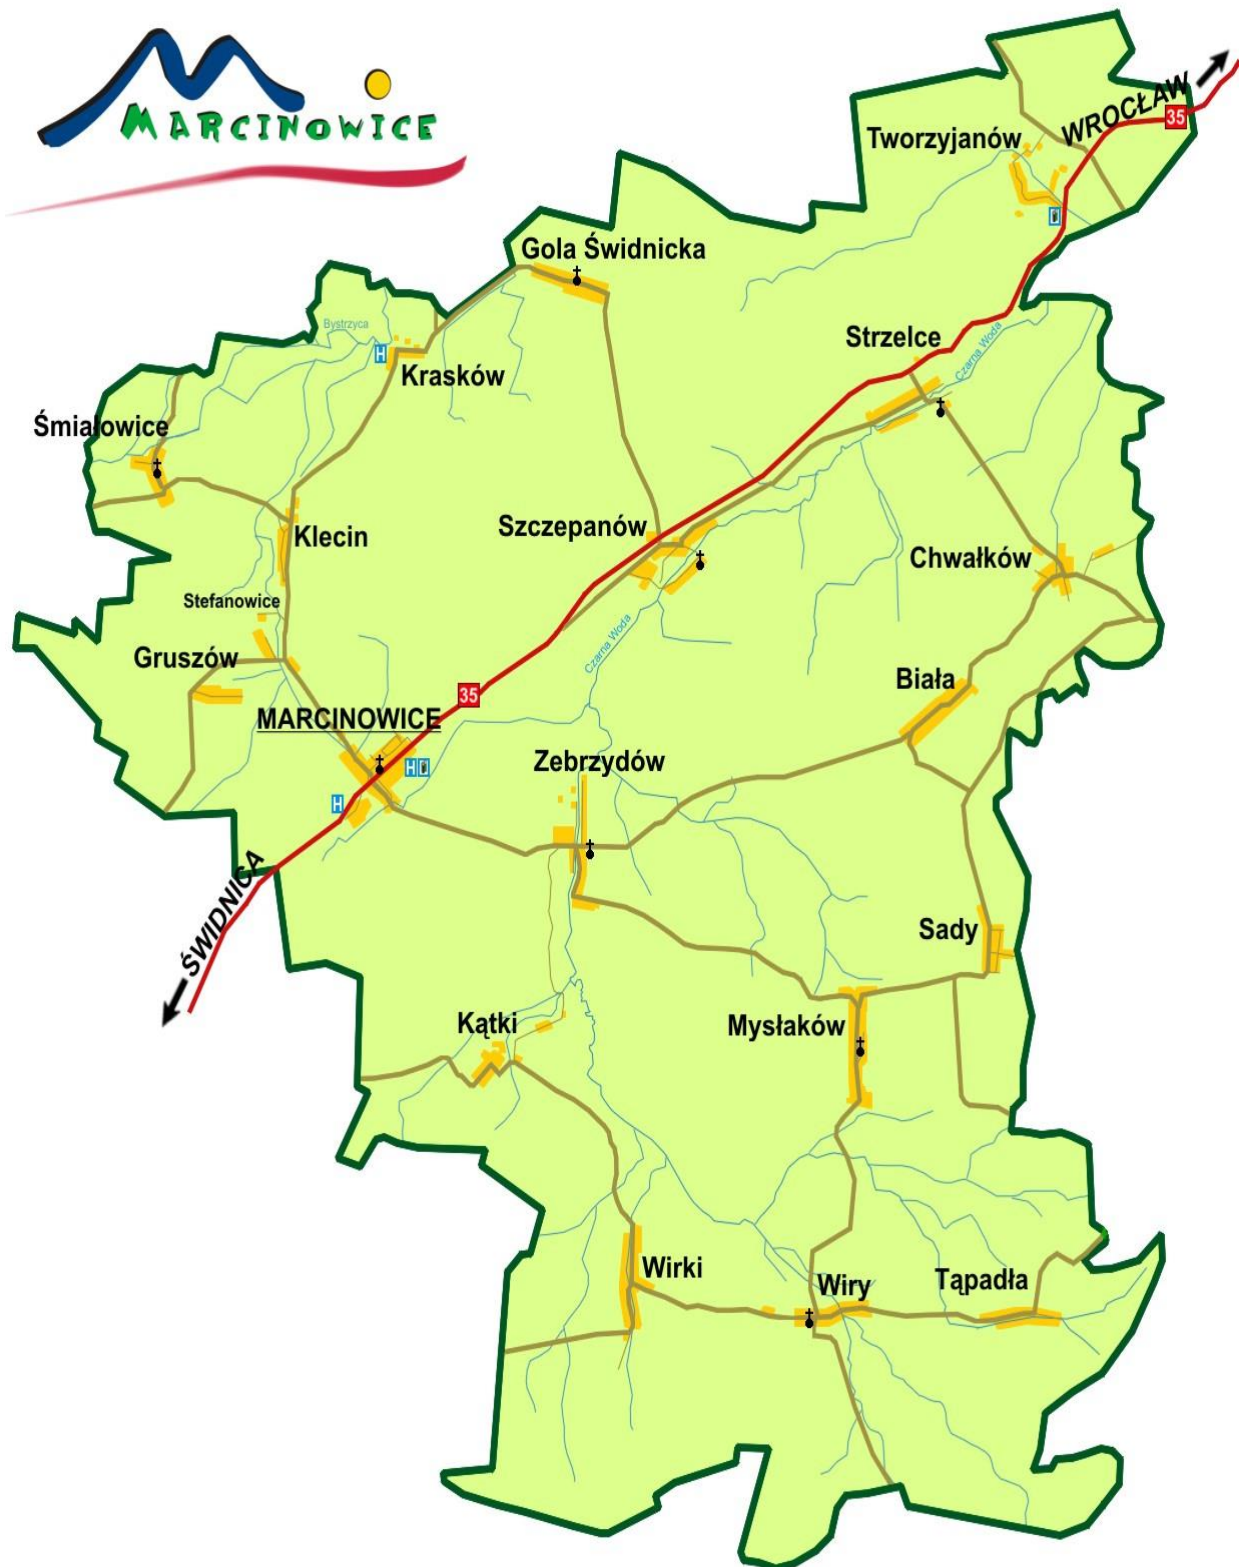 MARCINOWICE
WROCŁAW
35
Tworzyjanów
Gola Świdnicka
Bystrzyca
Strzelce
Czarna Woda
H
Krasków
Śmiałowice
Szczepanów
Klecin
Chwałków
Stefanowice
Czarna Woda
Gruszów
Biała
35
MARCINOWICE
Zebrzydów
H
H
ŚWIDNICA
Sady
Kątki
Mysłaków
Wirki
Wiry
Tąpadła